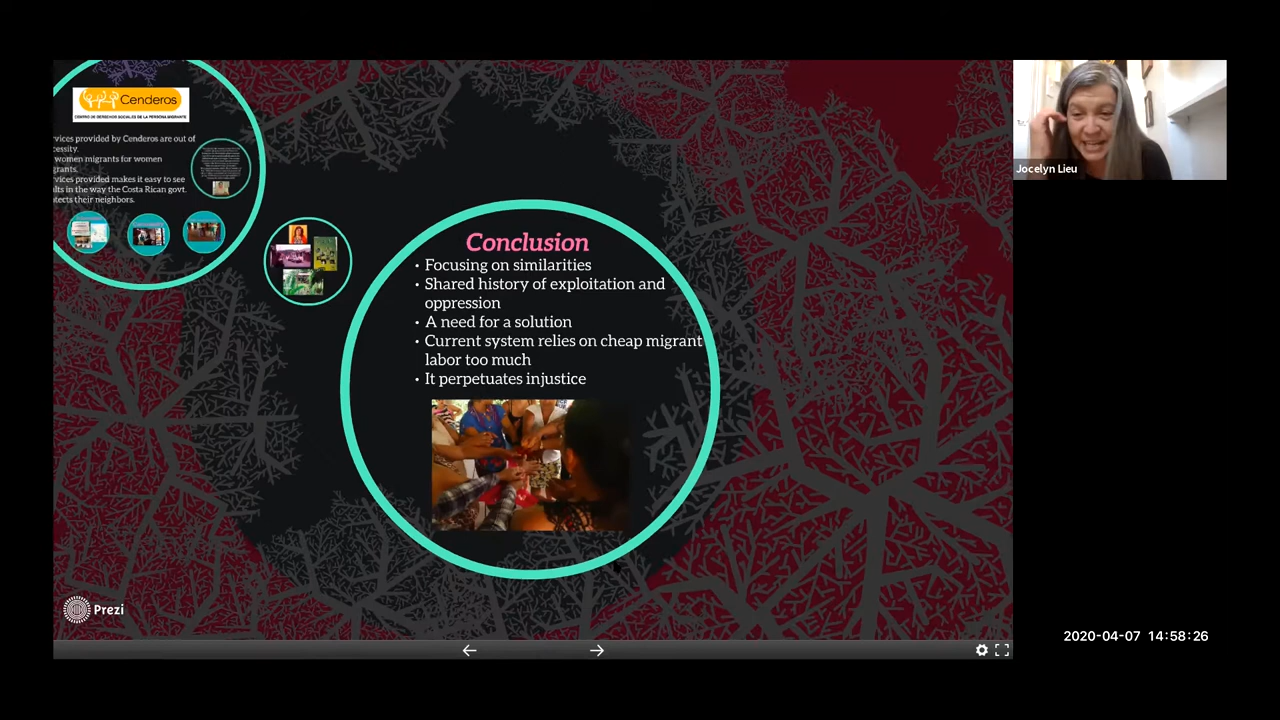 Cenderos
CENTRO DE DERECHOS SOCIALES DE LA PERSONA MIGRANTE
rvices provided by Cenderos are out of
cessity.
women migrants for women
grants.
rvices provided makes it easy to see
ults in the way the Costa Rican govt.
tects their neighbors.
Conclusion
• Focusing on similarities
• Shared history of exploitation and
oppression
• A need for a solution
• Current system relies on cheap migrant
labor too much
• It perpetuates injustice
Prezi
Jocelyn Lieu
2020-04-07 14:58:26